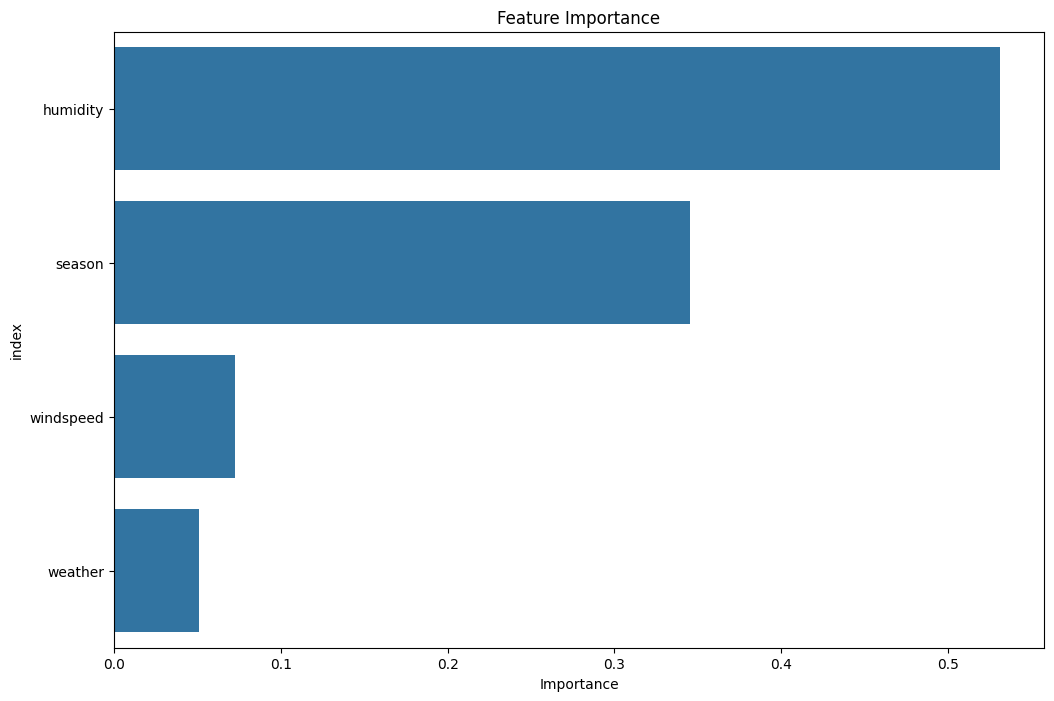 Feature Importance
humidity
season
windspeed
weather
index
0.0 0.1 0.2 0.3 0.4 0.5
Importance